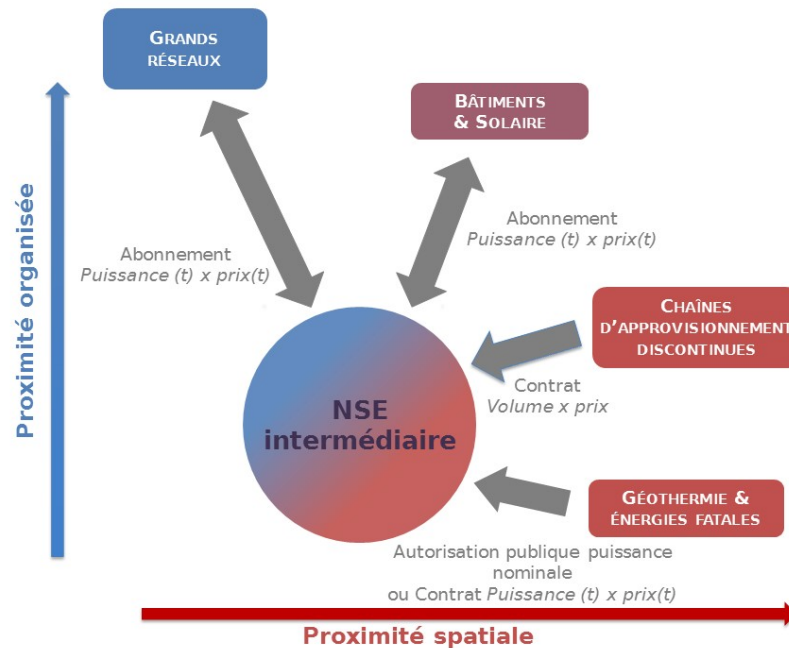 GRANDS
RÉSEAUX
BÂTIMENTS
& SOLAIRE
Abonnement
Puissance (t) x prix(t)
Abonnement
Puissance (t) x prix(t)
CHAÎNES
D'APPROVISIONNEMENT
DISCONTINUES
Contrat
Volume x prix
NSE
intermédiaire
GÉOTHERMIE &
ÉNERGIES FATALES
Autorisation publique puissance
nominale
ou Contrat Puissance (t) x prix(t)
Proximité organisée
Proximité spatiale